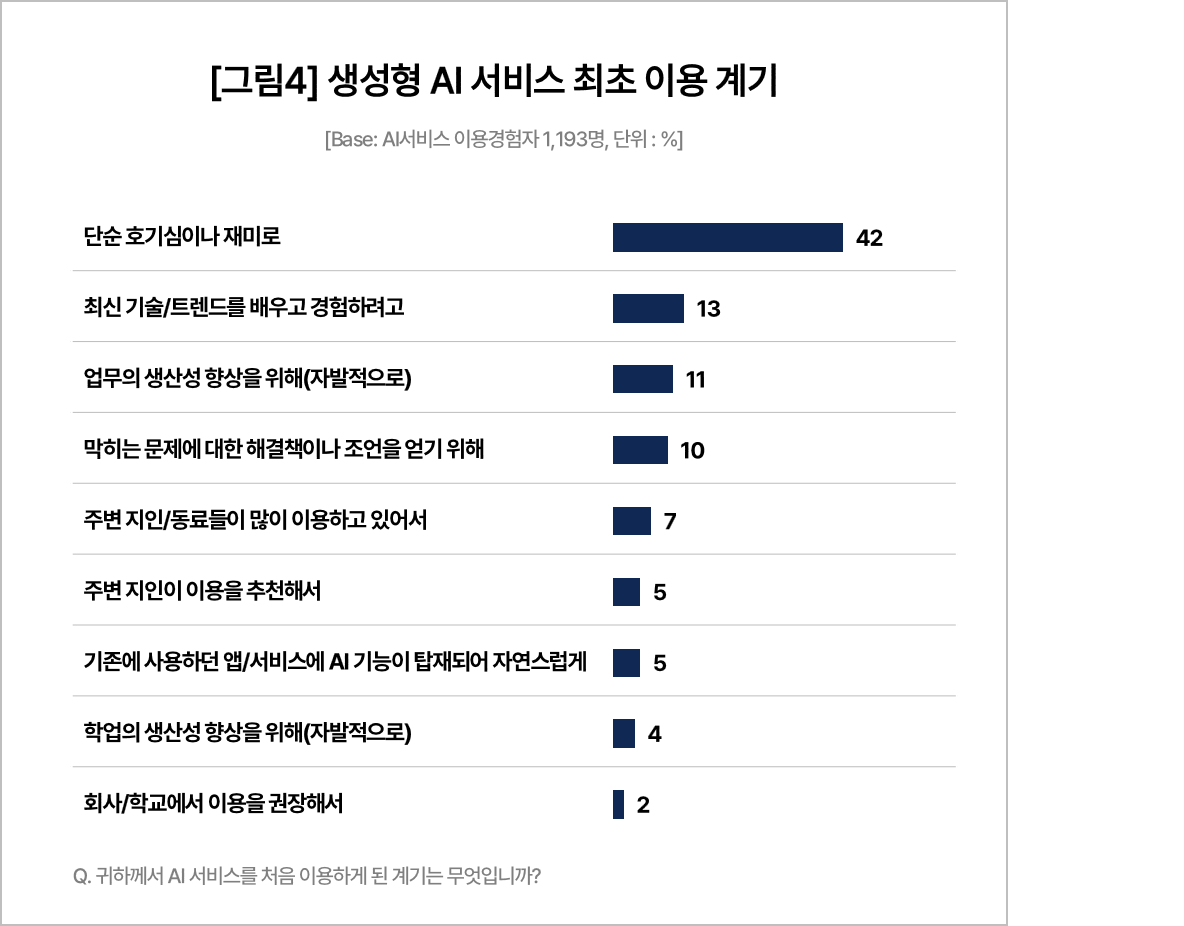 [그림4] 생성형 AI 서비스 최초 이용 계기
[Base: AI서비스 이용경험자 1,193명, 단위 : %]
단순 호기심이나 재미로 42
최신 기술/트렌드를 배우고 경험하려고 13
업무의 생산성 향상을 위해(자발적으로) 11
막히는 문제에 대한 해결책이나 조언을 얻기 위해 10
주변 지인/동료들이 많이 이용하고 있어서 7
주변 지인이 이용을 추천해서 5
기존에 사용하던 앱/서비스에 AI 기능이 탑재되어 자연스럽게 5
학업의 생산성 향상을 위해(자발적으로) 4
회사/학교에서 이용을 권장해서 2
Q. 귀하께서 AI 서비스를 처음 이용하게 된 계기는 무엇입니까?